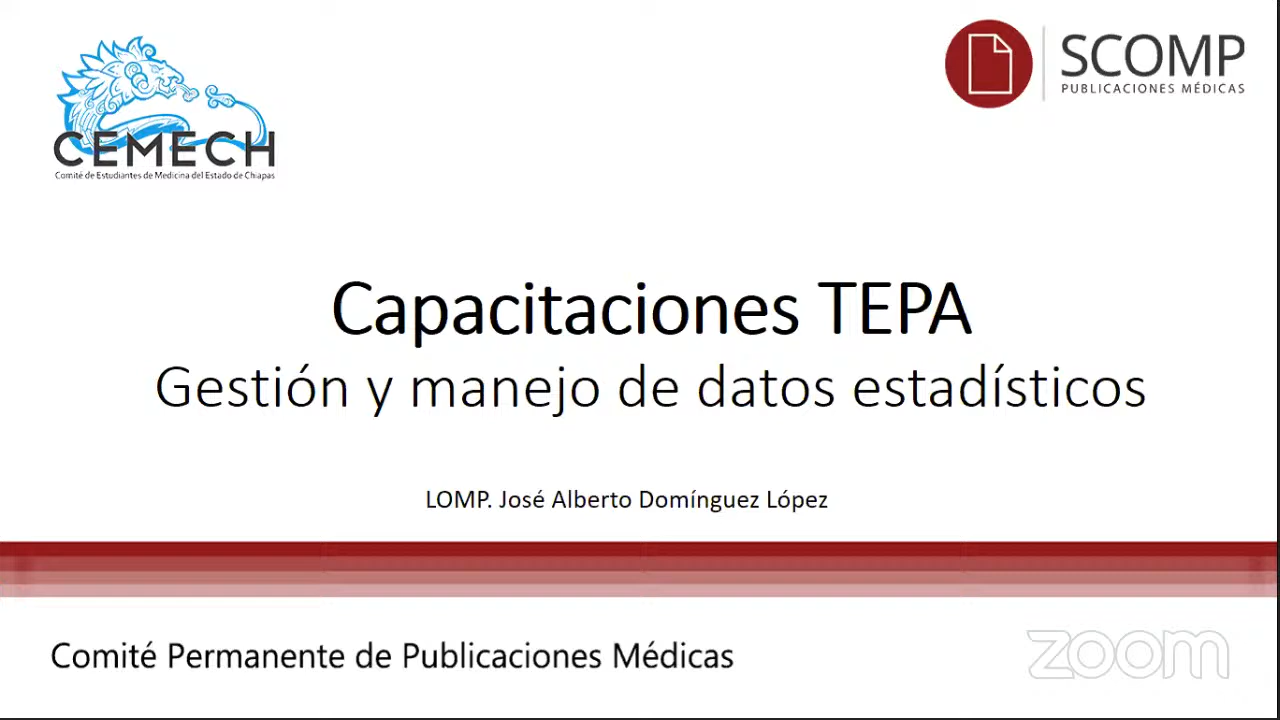 CEMECH
Comité de Estudiantes de Medicina del Estado de Chiapas
SCOMP
PUBLICACIONES MÉDICAS
Capacitaciones TEPA
Gestión y manejo de datos estadísticos
LOMP. José Alberto Domínguez López
Comité Permanente de Publicaciones Médicas
zoom